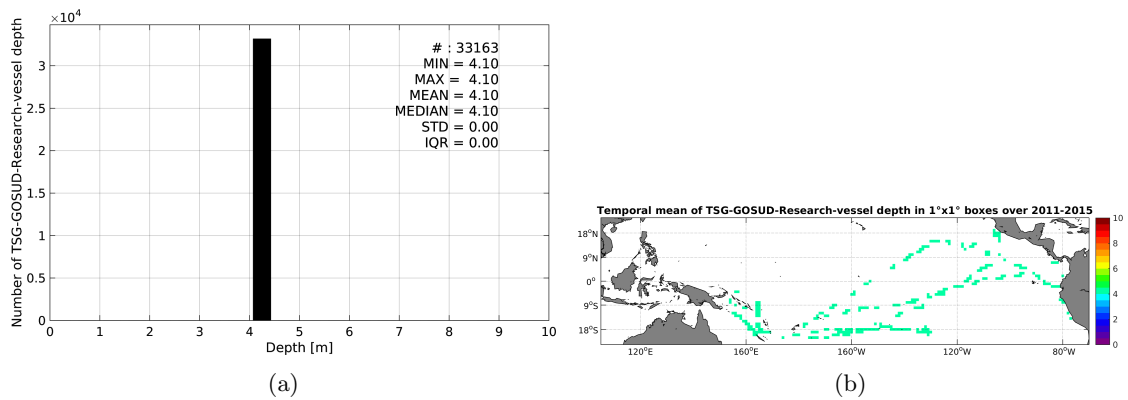 ×10⁴
Number of TSG-GOSUD-Research-vessel depth
3
2.5
2
1.5
1
0.5
0
# : 33163
MIN = 4.10
MAX = 4.10
MEAN = 4.10
MEDIAN = 4.10
STD = 0.00
IQR = 0.00
0 1 2 3 4 5 6 7 8 9 10
Depth [m]
(a)
Temporal mean of TSG-GOSUD-Research-vessel depth in 1°x1° boxes over 2011-2015
18°N
9°N
0°
9°S
18°S
120°E 160°E 160°W 120°W 80°W
10
8
6
4
2
0
(b)